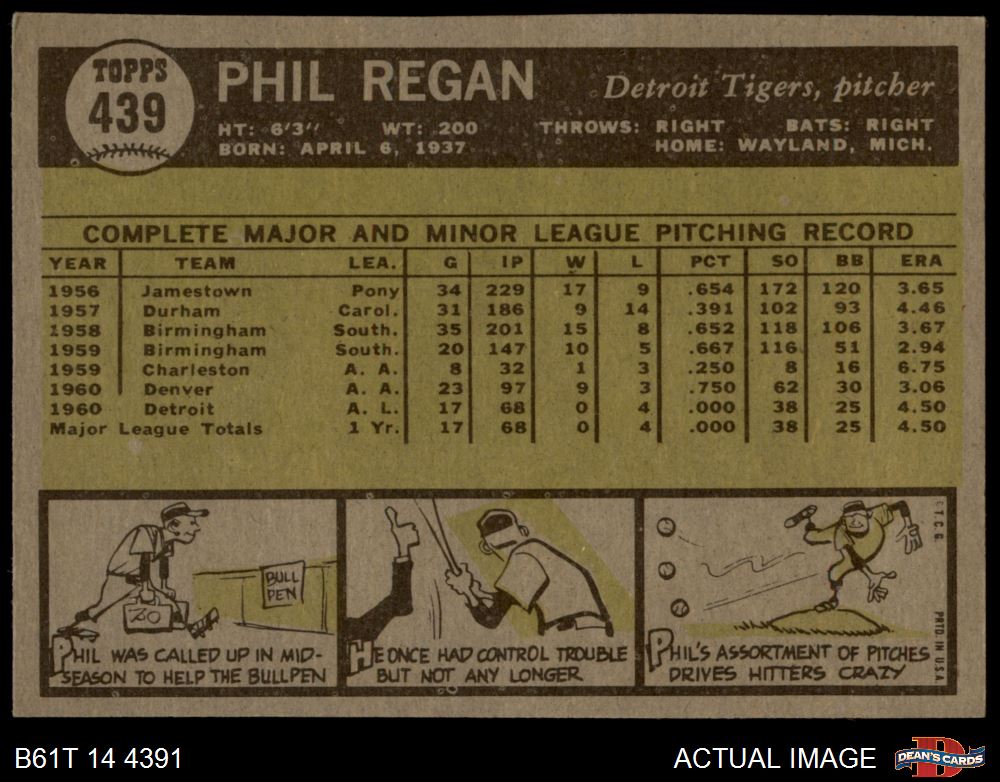 TOPPS
439
PHIL REGAN
Detroit Tigers, pitcher
HT: 6'3" WT: 200 THROWS: RIGHT BATS: RIGHT
BORN: APRIL 6, 1937 HOME: WAYLAND, MICH.
COMPLETE MAJOR AND MINOR LEAGUE PITCHING RECORD
YEAR TEAM LEA. G IP W L PCT SO BB ERA
1956 Jamestown Pony 34 229 17 9 .654 172 120 3.65
1957 Durham Carol. 31 186 9 14 .391 102 93 4.46
1958 Birmingham South. 35 201 15 8 .652 118 106 3.67
1959 Birmingham South. 20 147 10 5 .667 116 51 2.94
1959 Charleston A. A. 8 32 1 3 .250 8 16 6.75
1960 Denver A. A. 23 97 9 3 .750 62 30 3.06
1960 Detroit A. L. 17 68 0 4 .000 38 25 4.50
Major League Totals 1 Yr. 17 68 0 4 .000 38 25 4.50
BULL
PEN
PHIL WAS CALLED UP IN MID-
SEASON TO HELP THE BULLPEN
HE ONCE HAD CONTROL TROUBLE
BUT NOT ANY LONGER
PHIL'S ASSORTMENT OF PITCHES
DRIVES HITTERS CRAZY
© T.C.G.
PRTD. IN U.S.A.
B61T 14 4391
ACTUAL IMAGE
DEAN'S CARDS